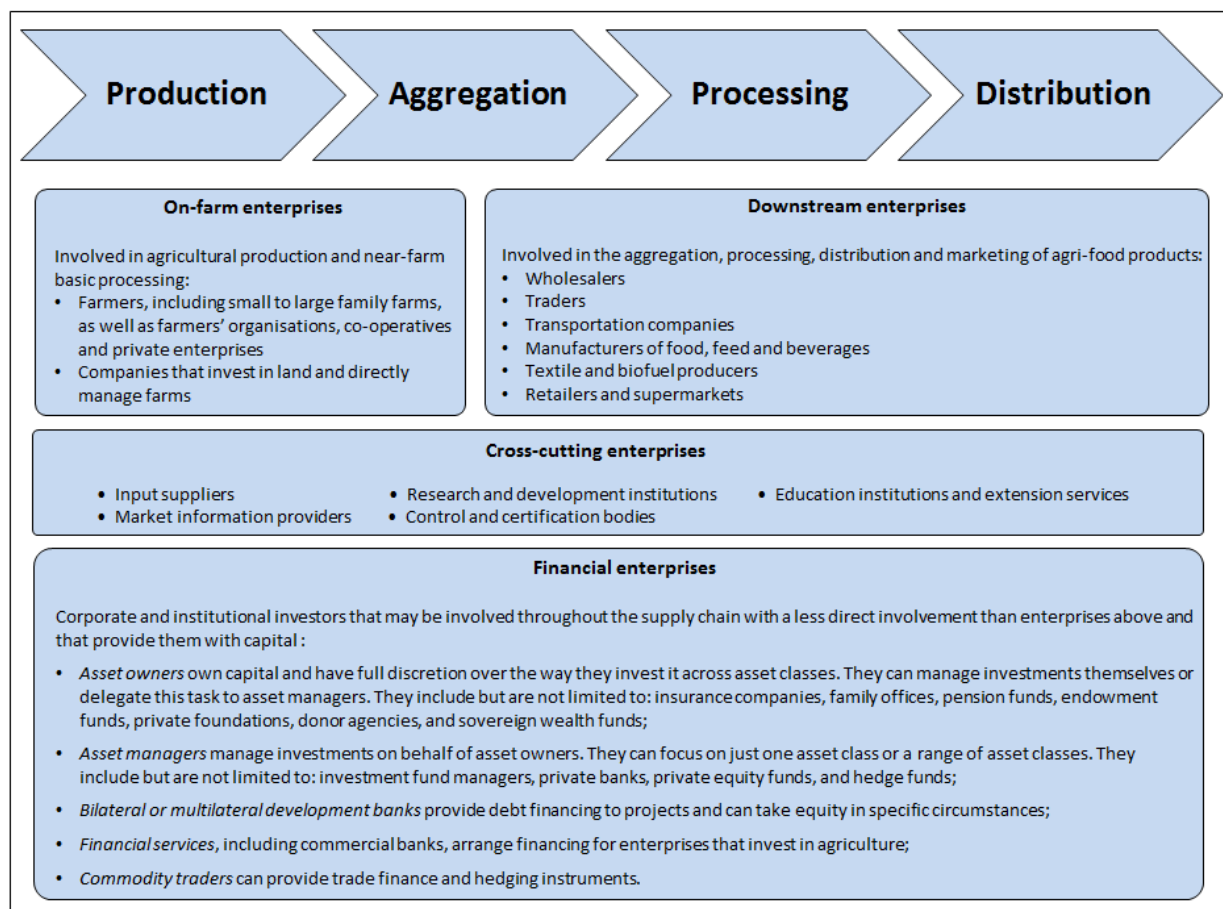 Production
Aggregation
Processing
Distribution
On-farm enterprises
Involved in agricultural production and near-farm
basic processing:
• Farmers, including small to large family farms,
as well as farmers’ organisations, co-operatives
and private enterprises
• Companies that invest in land and directly
manage farms
Downstream enterprises
Involved in the aggregation, processing, distribution and marketing of agri-food products:
• Wholesalers
• Traders
• Transportation companies
• Manufacturers of food, feed and beverages
• Textile and biofuel producers
• Retailers and supermarkets
Cross-cutting enterprises
• Input suppliers
• Market information providers
• Research and development institutions
• Control and certification bodies
• Education institutions and extension services
Financial enterprises
Corporate and institutional investors that may be involved throughout the supply chain with a less direct involvement than enterprises above and
that provide them with capital :
• Asset owners own capital and have full discretion over the way they invest it across asset classes. They can manage investments themselves or
delegate this task to asset managers. They include but are not limited to: insurance companies, family offices, pension funds, endowment
funds, private foundations, donor agencies, and sovereign wealth funds;
• Asset managers manage investments on behalf of asset owners. They can focus on just one asset class or a range of asset classes. They
include but are not limited to: investment fund managers, private banks, private equity funds, and hedge funds;
• Bilateral or multilateral development banks provide debt financing to projects and can take equity in specific circumstances;
• Financial services, including commercial banks, arrange financing for enterprises that invest in agriculture;
• Commodity traders can provide trade finance and hedging instruments.